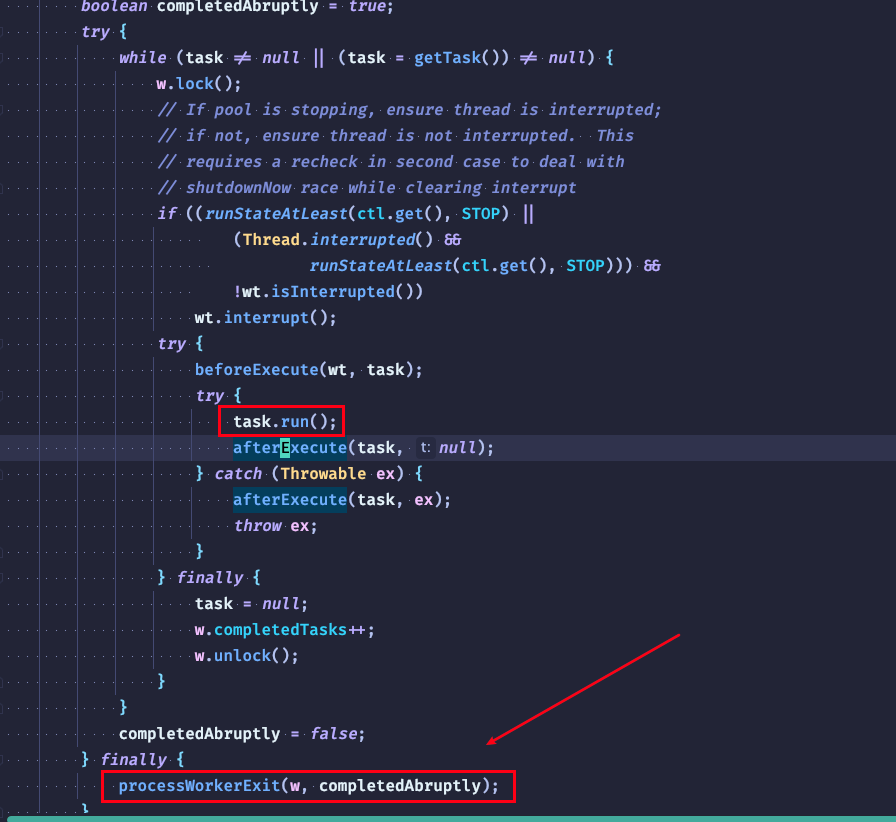 boolean completedAbruptly = true;
try {
while (task ≠ null || (task = getTask()) ≠ null) {
w.lock();
// If pool is stopping, ensure thread is interrupted;
// if not, ensure thread is not interrupted.  This
// requires a recheck in second case to deal with
// shutdownNow race while clearing interrupt
if ((runStateAtLeast(ctl.get(), STOP) ||
(Thread.interrupted() &&
runStateAtLeast(ctl.get(), STOP))) &&
!wt.isInterrupted())
wt.interrupt();
try {
beforeExecute(wt, task);
try {
task.run();
afterExecute(task, t: null);
} catch (Throwable ex) {
afterExecute(task, ex);
throw ex;
}
} finally {
task = null;
w.completedTasks++;
w.unlock();
}
}
completedAbruptly = false;
} finally {
processWorkerExit(w, completedAbruptly);
}